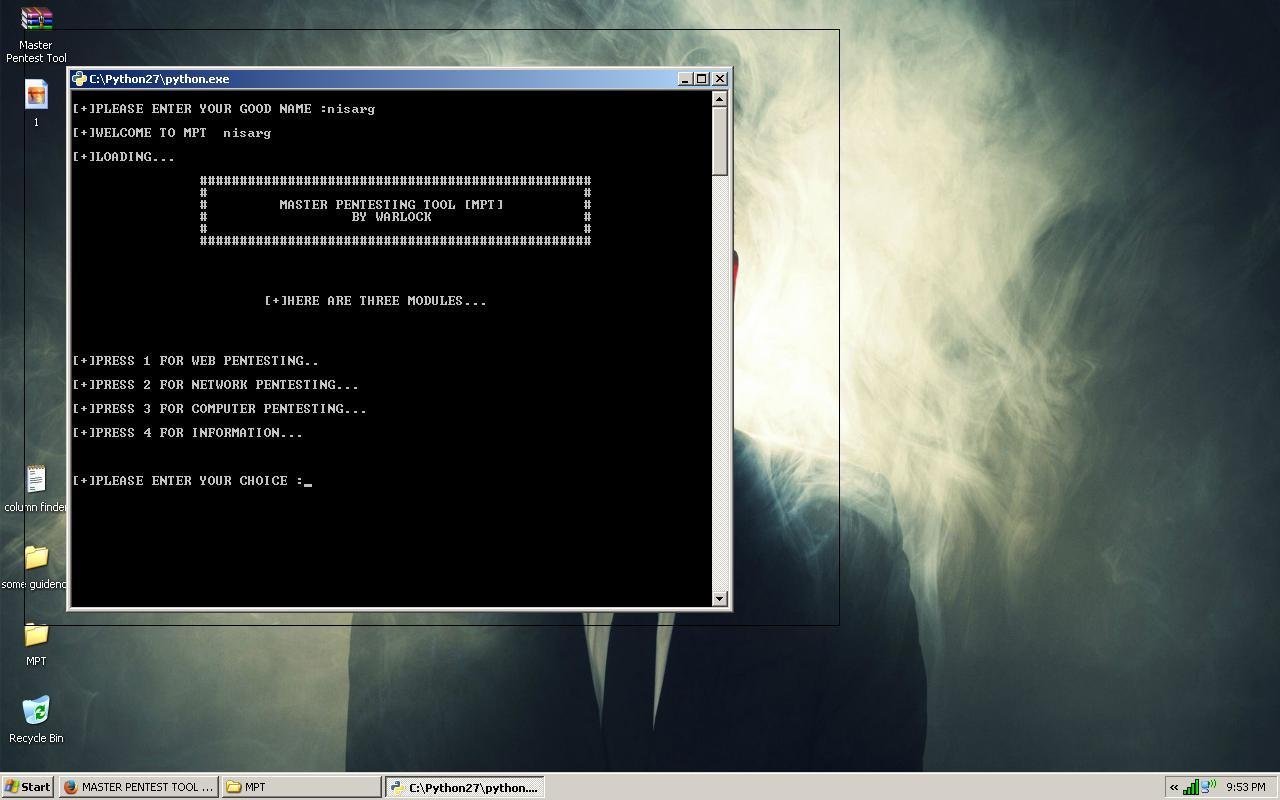 Master
Pentest Tool
1
column finder
MPT
Recycle Bin
C:\Python27\python.exe
[+]PLEASE ENTER YOUR GOOD NAME :nisarg
[+]WELCOME TO MPT  nisarg
[+]LOADING...
#################################################
# #
# MASTER PENTESTING TOOL [MPT] #
# BY WARLOCK #
# #
#################################################
[+]HERE ARE THREE MODULES...
[+]PRESS 1 FOR WEB PENTESTING..
[+]PRESS 2 FOR NETWORK PENTESTING...
[+]PRESS 3 FOR COMPUTER PENTESTING...
[+]PRESS 4 FOR INFORMATION...
[+]PLEASE ENTER YOUR CHOICE :_
Start
MASTER PENTEST TOOL ...
MPT
C:\Python27\python....
9:53 PM